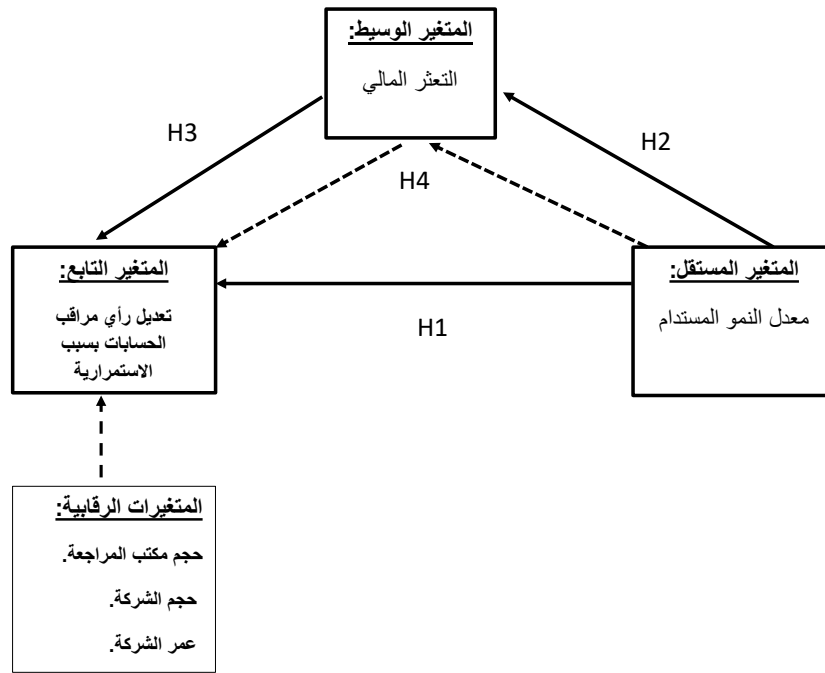 المتغير الوسيط:
التعثر المالي
H3
H2
H4
المتغير المستقل:
معدل النمو المستدام
المتغير التابع:
تعديل رأي مراقب
الحسابات بسبب
الاستمرارية
H1
المتغيرات الرقابية:
حجم مكتب المراجعة.
حجم الشركة.
عمر الشركة.